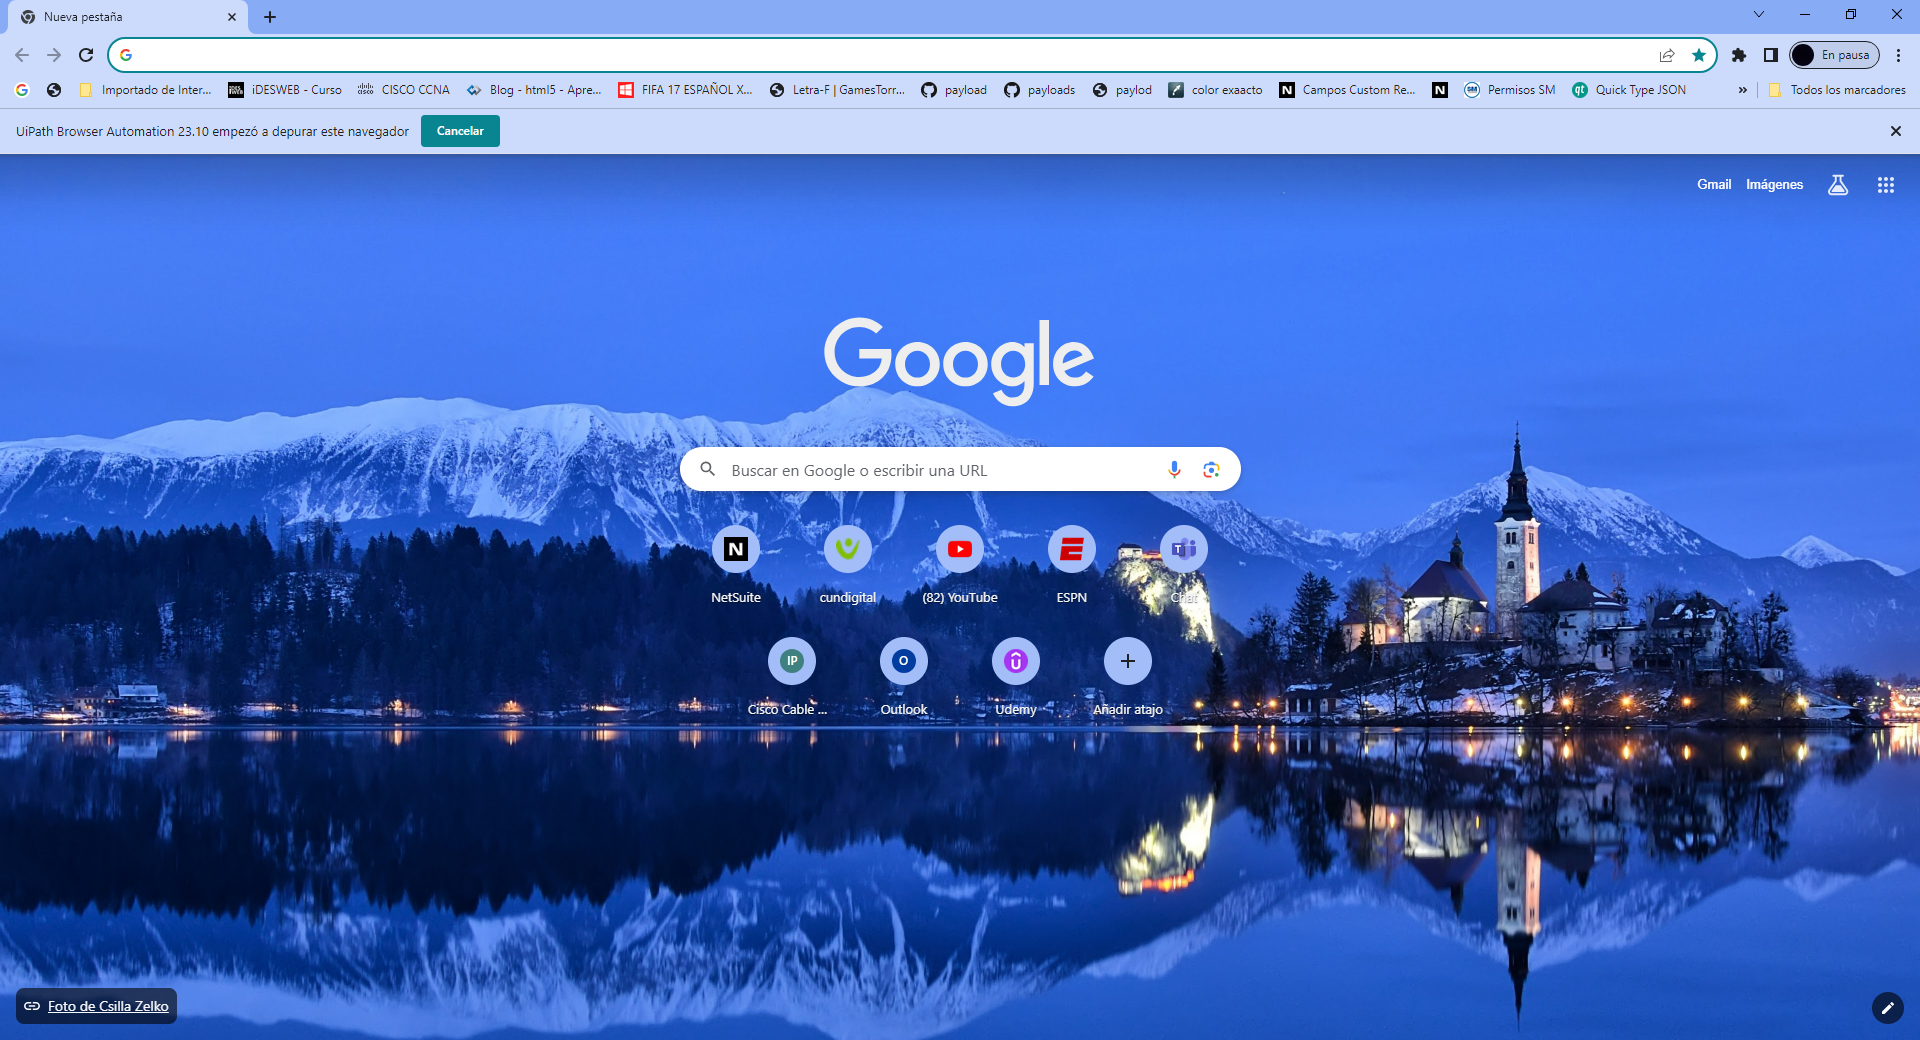 Nueva pestaña
En pausa
Importado de Inter...
iDESWEB - Curso
CISCO CCNA
Blog - html5 - Apre...
FIFA 17 ESPAÑOL X...
Letra-F | GamesTorr...
payload
payloads
paylod
color exaacto
Campos Custom Re...
Permisos SM
Quick Type JSON
»
Todos los marcadores
UiPath Browser Automation 23.10 empezó a depurar este navegador
Cancelar
Gmail
Imágenes
Google
Buscar en Google o escribir una URL
NetSuite
cundigital
(82) YouTube
ESPN
Chat
IP
O
Cisco Cable ...
Outlook
Udemy
Añadir atajo
Foto de Csilla Zelko